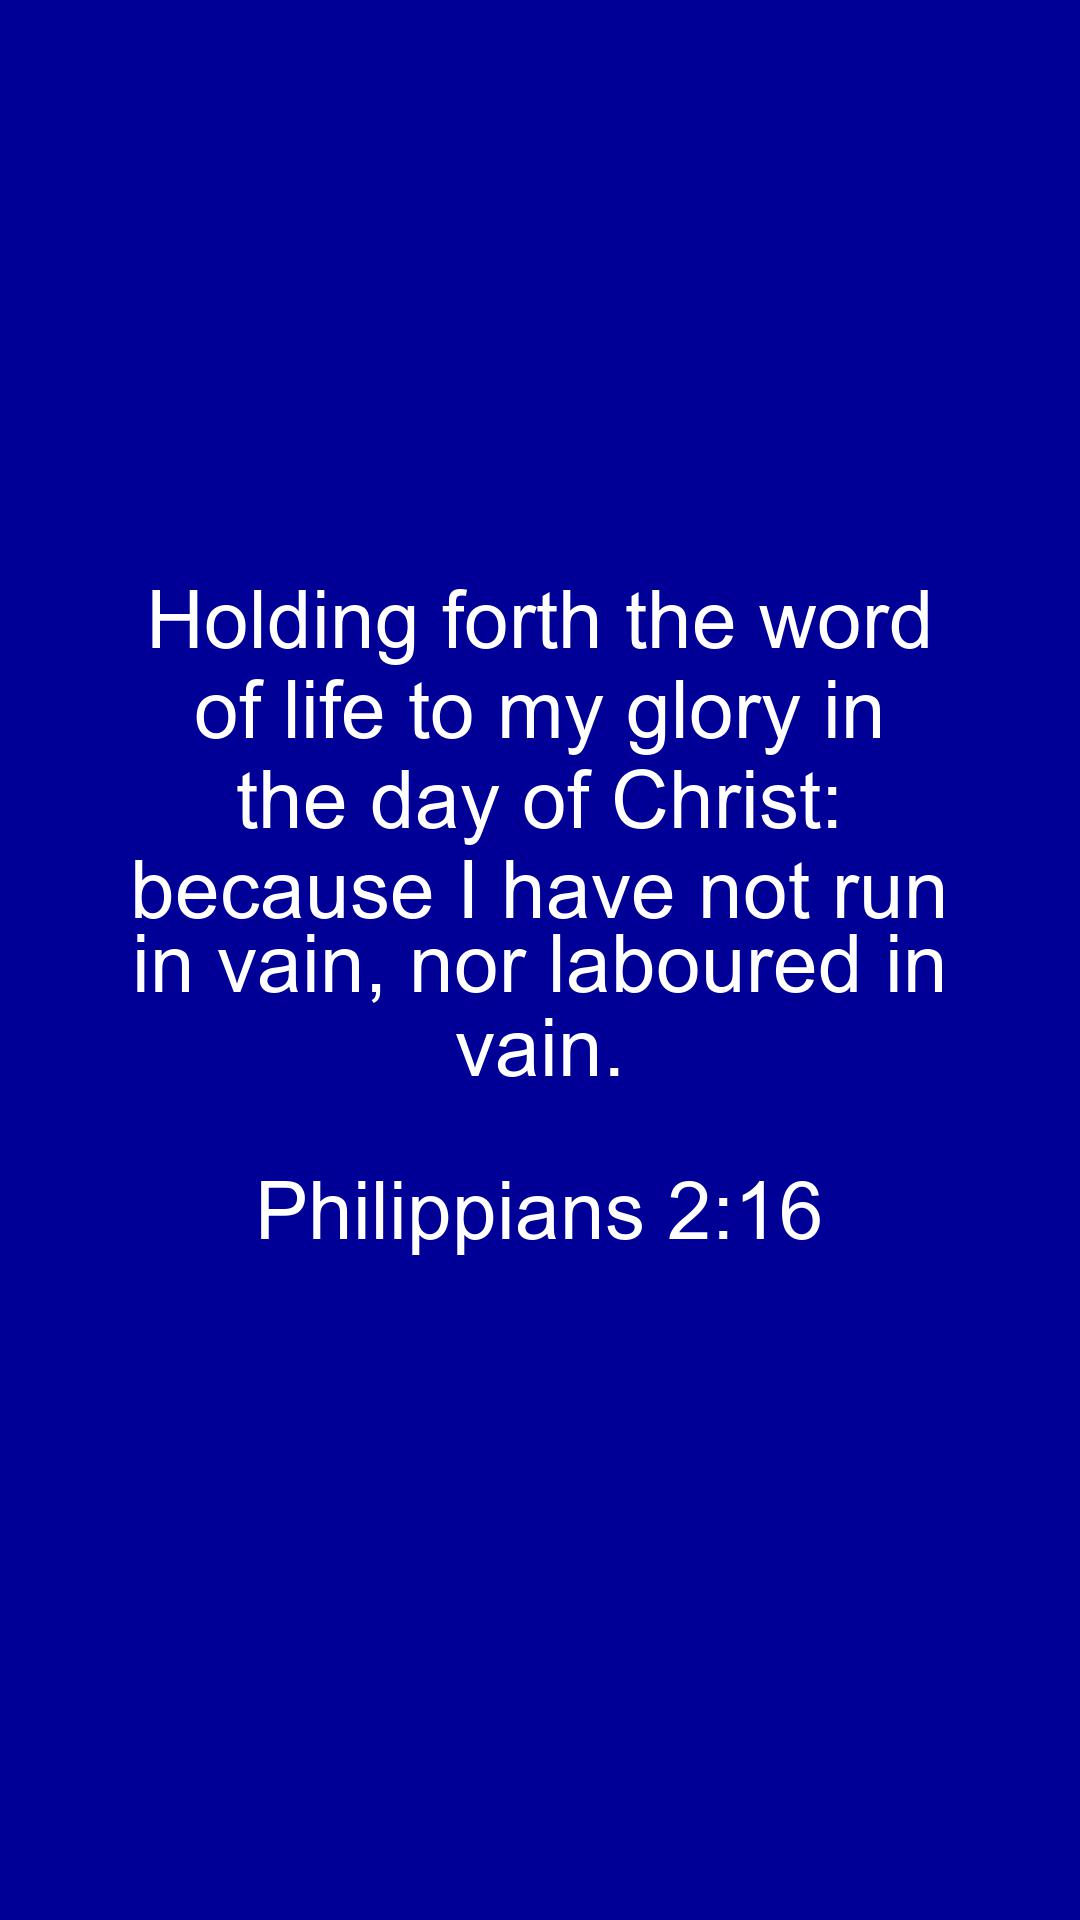 Holding forth the word
of life to my glory in
the day of Christ:
because I have not run
in vain, nor laboured in
vain.
Philippians 2:16